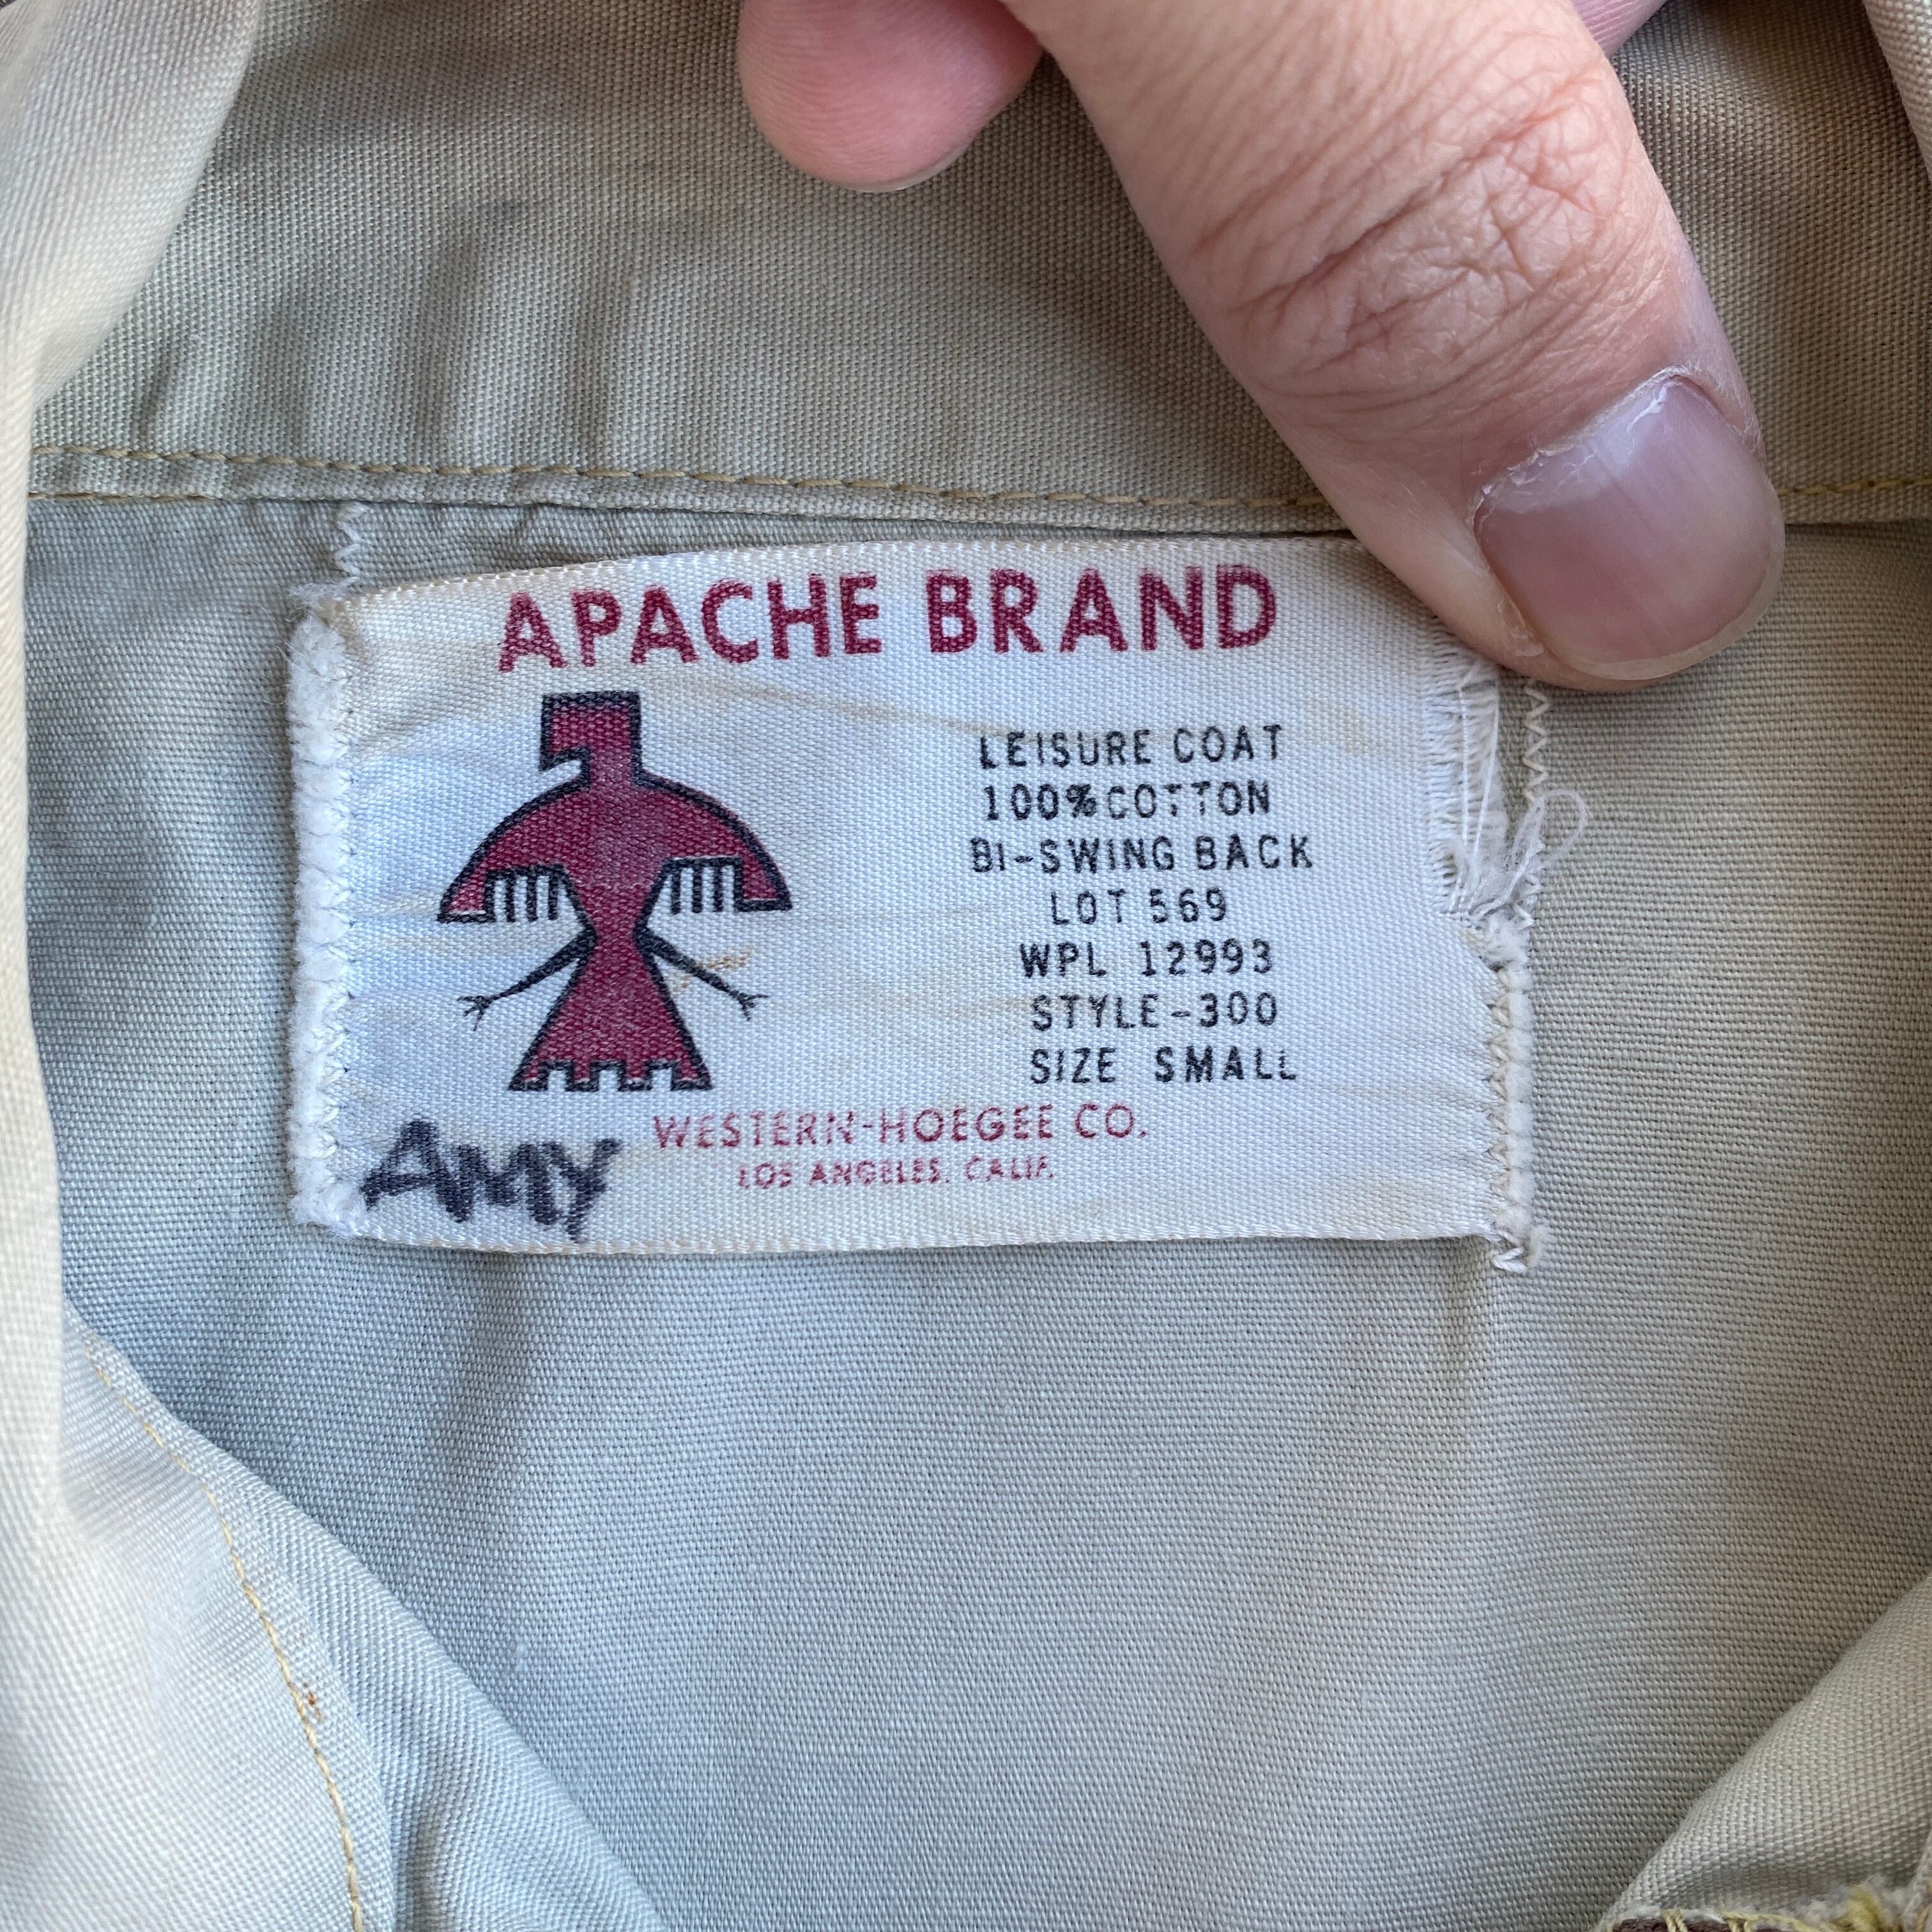 APACHE BRAND
LEISURE COAT
100% COTTON
BI-SWING BACK
LOT 569
WPL 12993
STYLE-300
SIZE SMALL
WESTERN-HOEGEE CO.
LOS ANGELES, CALIF.
AMY